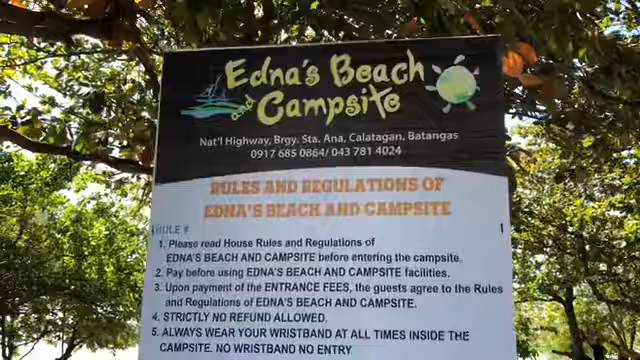 Edna's Beach
and Campsite
Nat'l Highway, Brgy. Sta. Ana, Calatagan, Batangas
0917 685 0864/ 043 781 4024
RULES AND REGULATIONS OF
EDNA'S BEACH AND CAMPSITE
RULE #
1. Please read House Rules and Regulations of
EDNA'S BEACH AND CAMPSITE before entering the campsite.
2. Pay before using EDNA'S BEACH AND CAMPSITE facilities.
3. Upon payment of the ENTRANCE FEES, the guests agree to the Rules
and Regulations of EDNA'S BEACH AND CAMPSITE.
4. STRICTLY NO REFUND ALLOWED.
5. ALWAYS WEAR YOUR WRISTBAND AT ALL TIMES INSIDE THE
CAMPSITE. NO WRISTBAND NO ENTRY